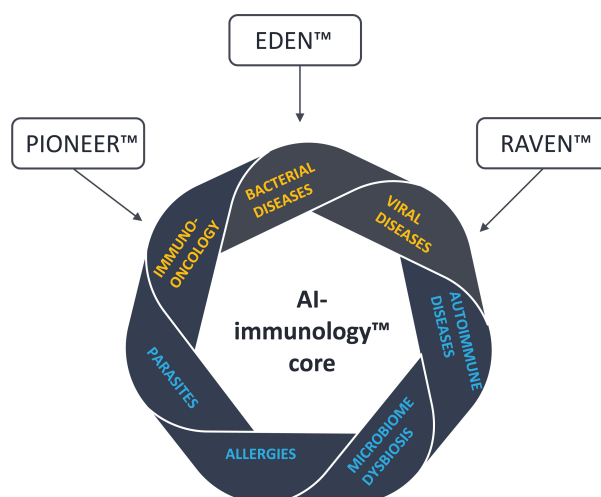 EDEN™
PIONEER™
RAVEN™
BACTERIAL
DISEASES
VIRAL
DISEASES
IMMUNO-
ONCOLOGY
AI-
immunology™
core
AUTOIMMUNE
DISEASES
PARASITES
ALLERGIES
MICROBIOME
DYSBIOSIS